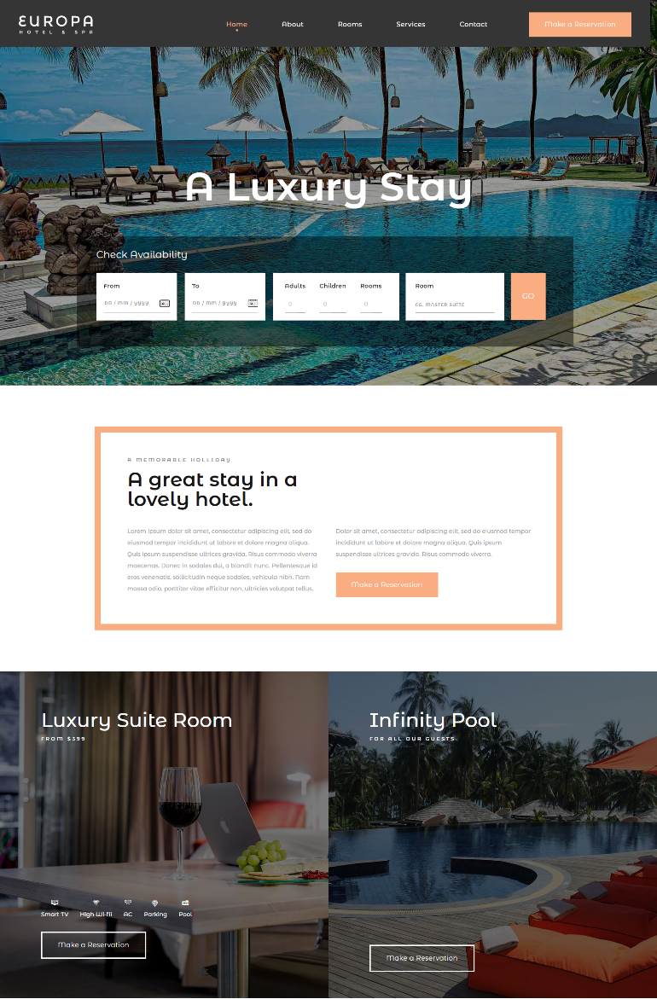 EUROPA
HOTEL & SPA
Home
About
Rooms
Services
Contact
Make a Reservation
A Luxury Stay
Check Availability
From
DD / MM / YYYY
To
DD / MM / YYYY
Adults
0
Children
0
Rooms
0
Room
EG. MASTER SUITE
GO
A MEMORABLE HOLLIDAY
A great stay in a
lovely hotel.
Lorem ipsum dolor sit amet, consectetur adipiscing elit, sed do
eiusmod tempor incididunt ut labore et dolore magna aliqua.
Quis ipsum suspendisse ultrices gravida. Risus commodo viverra
maecenas. Donec in sodales dui, a blandit nunc. Pellentesque id
eros venenatis, sollicitudin neque sodales, vehicula nibh. Nam
massa odio, porttitor vitae efficitur non, ultricies volutpat tellus.
Dolor sit amet, consectetur adipiscing elit, sed do eiusmod tempor
incididunt ut labore et dolore magna aliqua. Quis ipsum
suspendisse ultrices gravida. Risus commodo viverra.
Make a Reservation
Luxury Suite Room
FROM $399
Smart TV
High Wi-fii
AC
Parking
Pool
Make a Reservation
Infinity Pool
FOR ALL OUR GUESTS
Make a Reservation